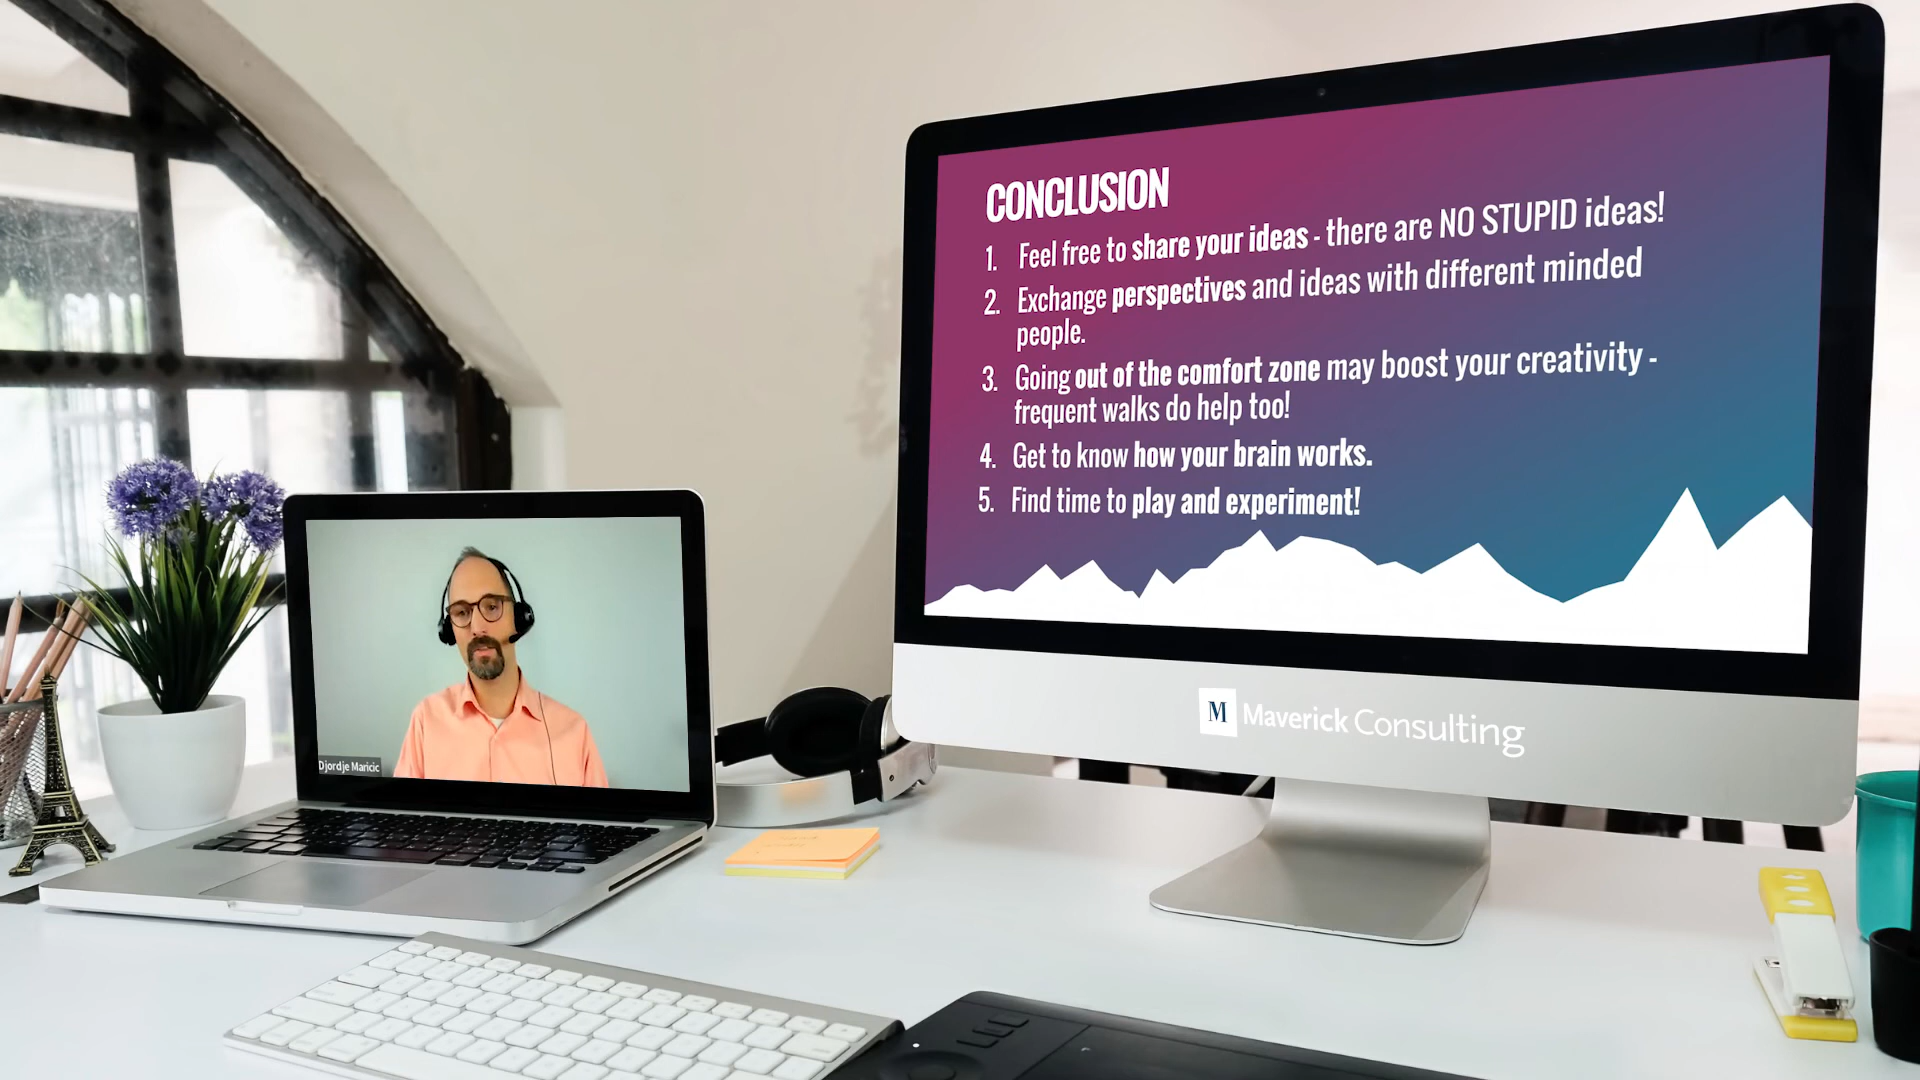 CONCLUSION
1. Feel free to share your ideas - there are NO STUPID ideas!
2. Exchange perspectives and ideas with different minded
people.
3. Going out of the comfort zone may boost your creativity -
frequent walks do help too!
4. Get to know how your brain works.
5. Find time to play and experiment!
M Maverick Consulting
Djordje Maricic